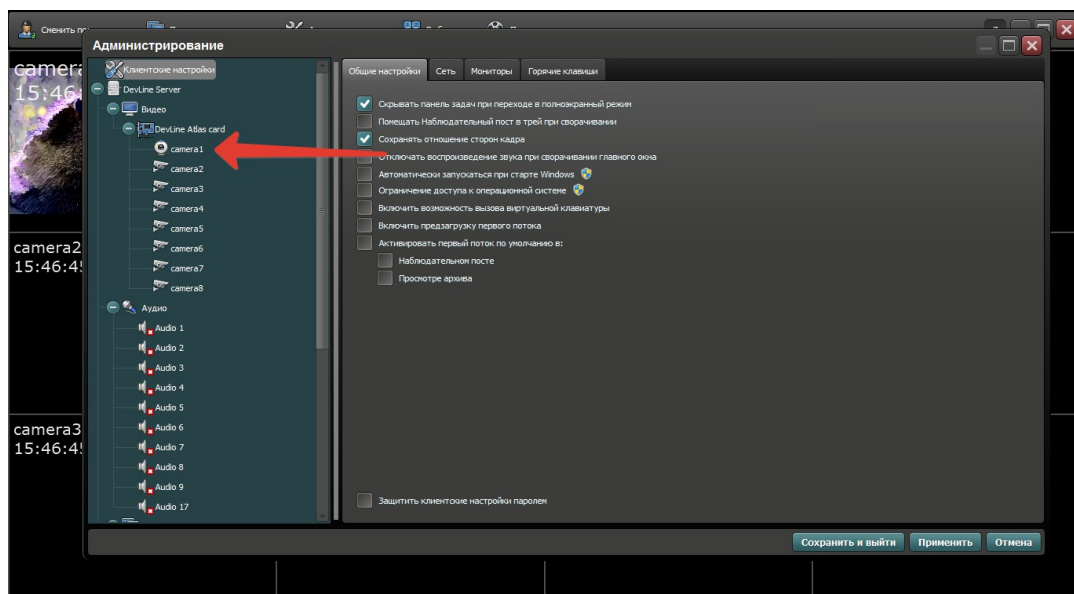 Сменить
Администрирование
camera
15:46:4
Клиентские настройки
DevLine Server
Видео
DevLine Atlas card
camera1
camera2
camera3
camera4
camera5
camera6
camera7
camera8
Аудио
Audio 1
Audio 2
Audio 3
Audio 4
Audio 5
Audio 6
Audio 7
Audio 8
Audio 9
Audio 17
Общие настройки Сеть Мониторы Горячие клавиши
Скрывать панель задач при переходе в полноэкранный режим
Помещать Наблюдательный пост в трей при сворачивании
Сохранять отношение сторон кадра
Отключать воспроизведение звука при сворачивании главного окна
Автоматически запускаться при старте Windows
Ограничение доступа к операционной системе
Включить возможность вызова виртуальной клавиатуры
Включить предзагрузку первого потока
Активировать первый поток по умолчанию в:
Наблюдательном посте
Просмотре архива
Защитить клиентские настройки паролем
Сохранить и выйти Применить Отмена
camera2
15:46:4
camera3
15:46:4